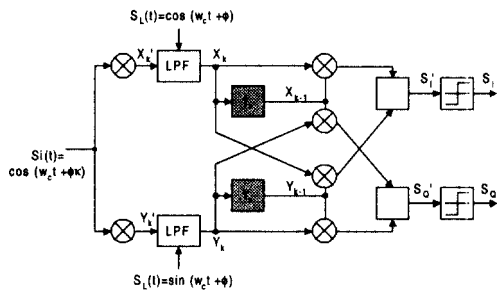 S_L(t)=cos (w_c t +ϕ)
X_k'
LPF
X_k
X_k-1
S_I'
S_I
Si(t)=
cos (w_c t +ϕκ)
Y_k'
LPF
Y_k
Y_k-1
S_Q'
S_Q
S_L(t)=sin (w_c t +ϕ)